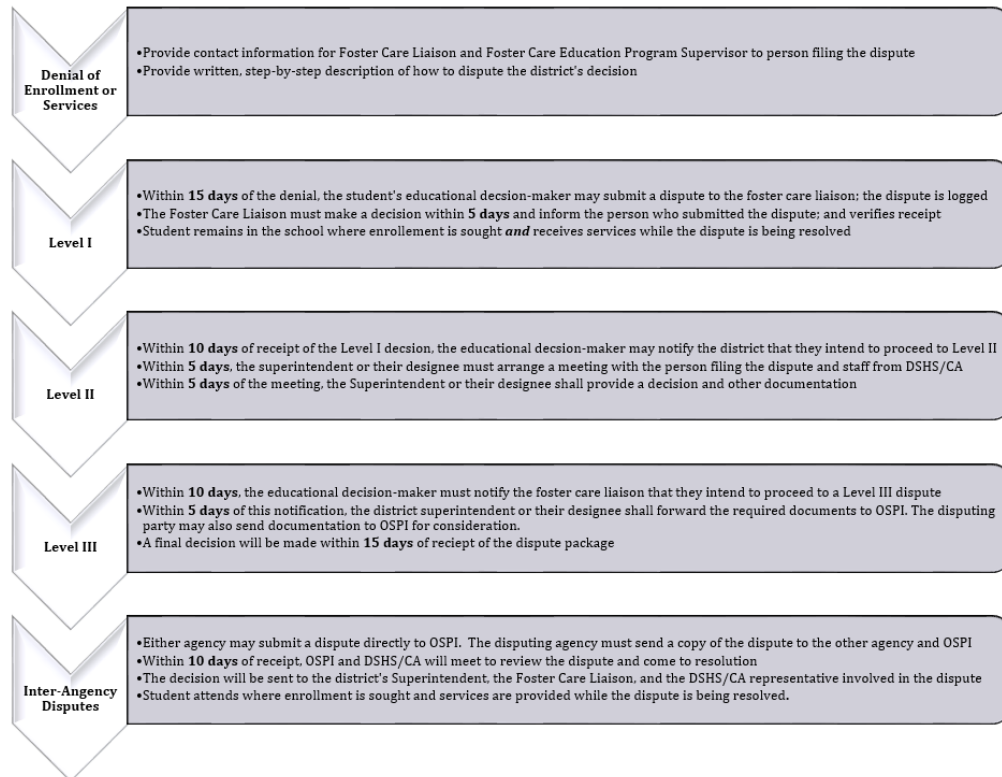 Denial of
Enrollment or
Services
•Provide contact information for Foster Care Liaison and Foster Care Education Program Supervisor to person filing the dispute
•Provide written, step-by-step description of how to dispute the district's decision
Level I
•Within 15 days of the denial, the student's educational decsion-maker may submit a dispute to the foster care liaison; the dispute is logged
•The Foster Care Liaison must make a decision within 5 days and inform the person who submitted the dispute; and verifies receipt
•Student remains in the school where enrollement is sought and receives services while the dispute is being resolved
Level II
•Within 10 days of receipt of the Level I decsion, the educational decsion-maker may notify the district that they intend to proceed to Level II
•Within 5 days, the superintendent or their designee must arrange a meeting with the person filing the dispute and staff from DSHS/CA
•Within 5 days of the meeting, the Superintendent or their designee shall provide a decision and other documentation
Level III
•Within 10 days, the educational decision-maker must notify the foster care liaison that they intend to proceed to a Level III dispute
•Within 5 days of this notification, the district superintendent or their designee shall forward the required documents to OSPI. The disputing
party may also send documentation to OSPI for consideration.
•A final decision will be made within 15 days of reciept of the dispute package
Inter-Angency
Disputes
•Either agency may submit a dispute directly to OSPI.  The disputing agency must send a copy of the dispute to the other agency and OSPI
•Within 10 days of receipt, OSPI and DSHS/CA will meet to review the dispute and come to resolution
•The decision will be sent to the district's Superintendent, the Foster Care Liaison, and the DSHS/CA representative involved in the dispute
•Student attends where enrollment is sought and services are provided while the dispute is being resolved.